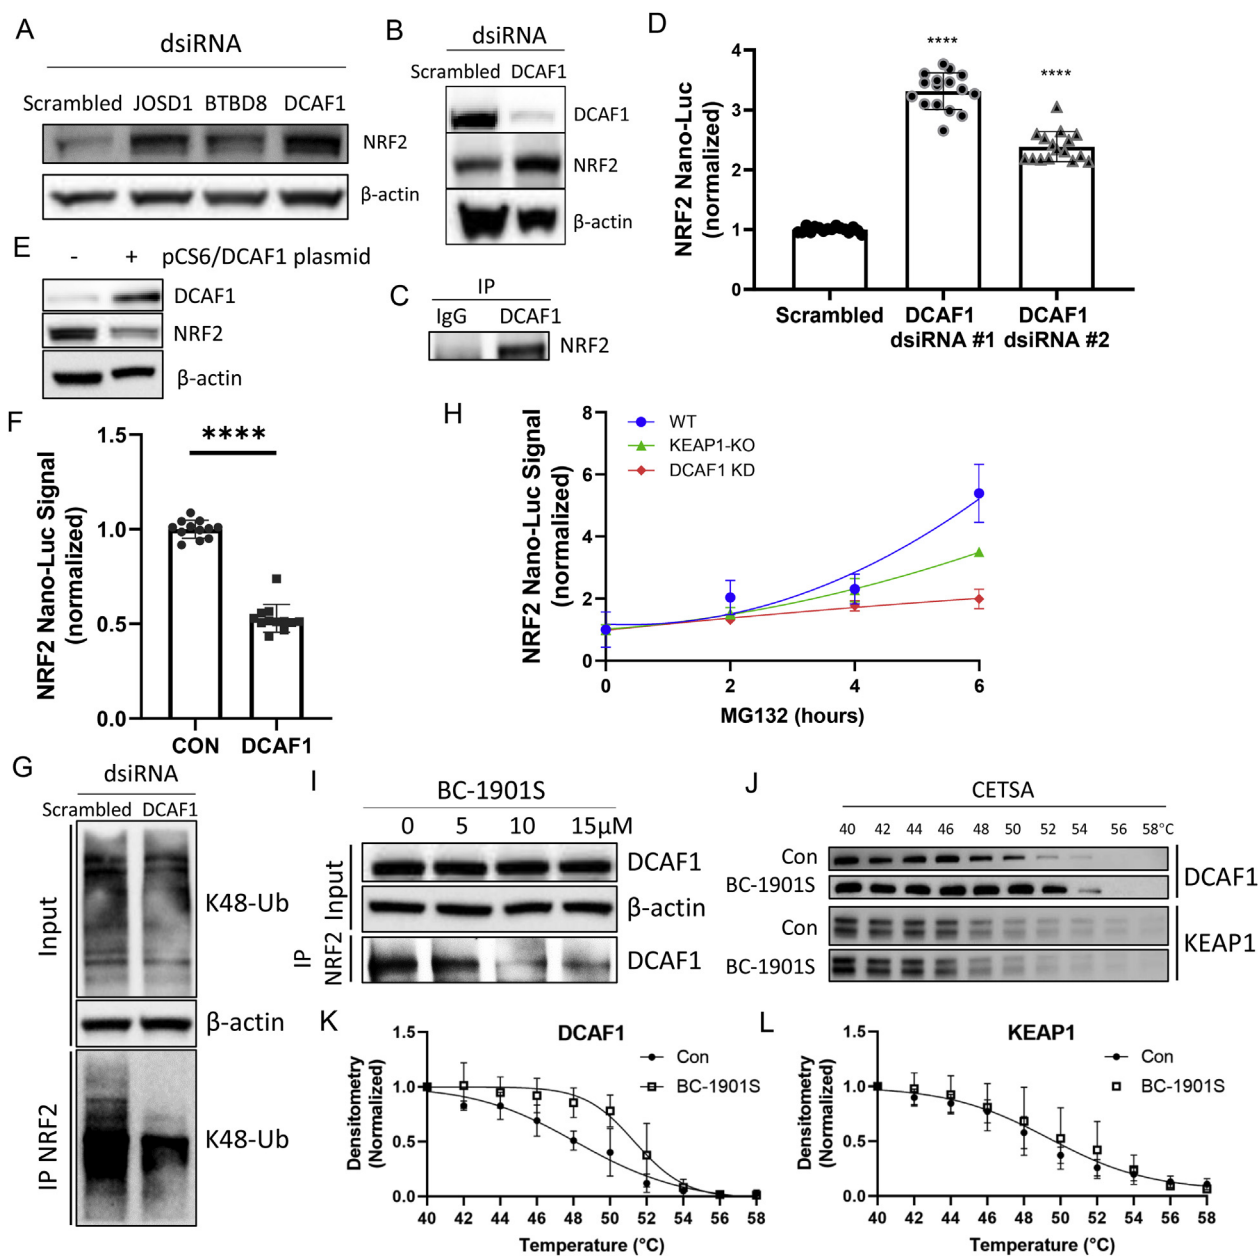 A
dsiRNA
Scrambled JOSD1 BTBD8 DCAF1
NRF2
β-actin
B
dsiRNA
Scrambled DCAF1
DCAF1
NRF2
β-actin
C
IP
IgG DCAF1
NRF2
D
NRF2 Nano-Luc
(normalized)
4
3
2
1
0
****
****
Scrambled
DCAF1
dsiRNA #1
DCAF1
dsiRNA #2
E
- + pCS6/DCAF1 plasmid
DCAF1
NRF2
β-actin
F
NRF2 Nano-Luc Signal
(normalized)
1.5
1.0
0.5
0.0
****
CON DCAF1
H
NRF2 Nano-Luc Signal
(normalized)
8
6
4
2
0
WT
KEAP1-KO
DCAF1 KD
0 2 4 6
MG132 (hours)
G
dsiRNA
Scrambled DCAF1
Input
K48-Ub
β-actin
IP NRF2
K48-Ub
I
BC-1901S
0 5 10 15μM
Input
DCAF1
β-actin
IP
NRF2
DCAF1
J
CETSA
40 42 44 46 48 50 52 54 56 58°C
Con
BC-1901S
DCAF1
Con
BC-1901S
KEAP1
K
DCAF1
Densitometry
(Normalized)
1.5
1.0
0.5
0.0
Con
BC-1901S
40 42 44 46 48 50 52 54 56 58
Temperature (°C)
L
KEAP1
Densitometry
(Normalized)
1.5
1.0
0.5
0.0
Con
BC-1901S
40 42 44 46 48 50 52 54 56 58
Temperature (°C)